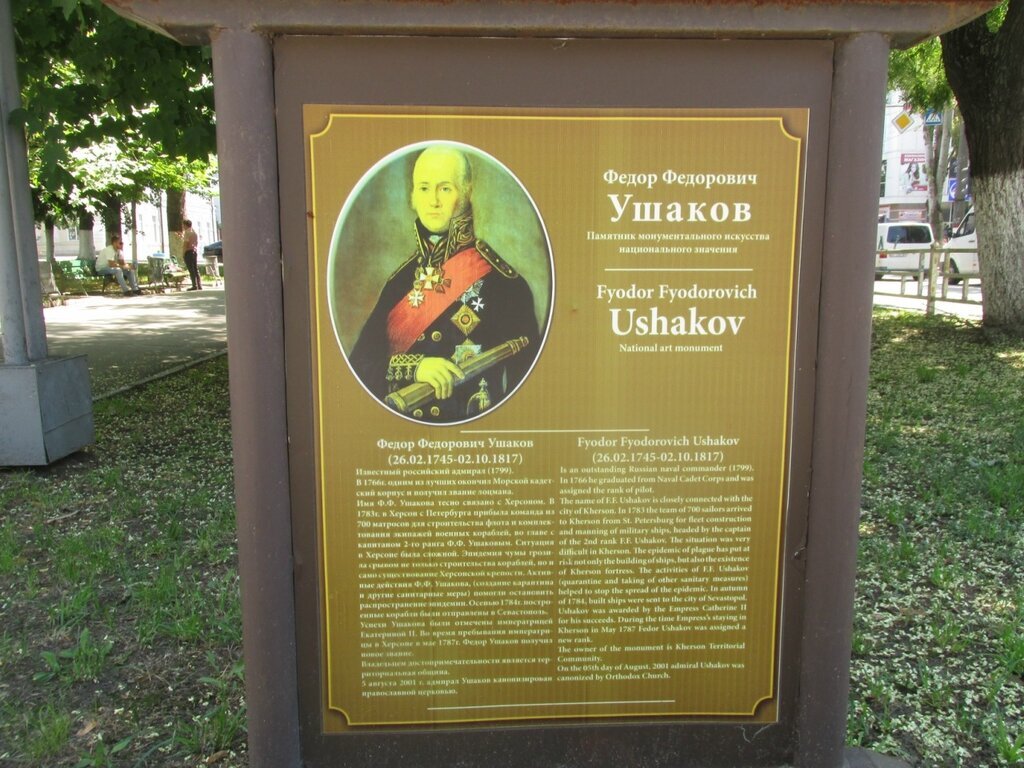 Федор Федорович
Ушаков
Памятник монументального искусства
национального значения
Fyodor Fyodorovich
Ushakov
National art monument
Федор Федорович Ушаков
(26.02.1745-02.10.1817)
Известный российский адмирал (1799).
В 1766г. одним из лучших окончил Морской кадет-
ский корпус и получил звание лоцмана.
Имя Ф.Ф. Ушакова тесно связано с Херсоном. В
1783г. в Херсон с Петербурга прибыла команда из
700 матросов для строительства флота и комплек-
тования экипажей военных кораблей, во главе с
капитаном 2-го ранга Ф.Ф. Ушаковым. Ситуация
в Херсоне была сложной. Эпидемия чумы грози-
ла срывом не только строительства кораблей, но и
само существование Херсонской крепости. Актив-
ные действия Ф.Ф. Ушакова, (создание карантина
и другие санитарные меры) помогли остановить
распространение эпидемии. Осенью 1784г. постро-
енные корабли были отправлены в Севастополь.
Успехи Ушакова были отмечены императрицей
Екатериной II. Во время пребывания императри-
цы в Херсоне в мае 1787г. Федор Ушаков получил
новое звание.
Владельцем достопримечательности является тер-
риториальная община.
5 августа 2001 г. адмирал Ушаков канонизирован
православной церковью.
Fyodor Fyodorovich Ushakov
(26.02.1745-02.10.1817)
Is an outstanding Russian naval commander (1799).
In 1766 he graduated from Naval Cadet Corps and was
assigned the rank of pilot.
The name of F.F. Ushakov is closely connected with the
city of Kherson. In 1783 the team of 700 sailors arrived
to Kherson from St. Petersburg for fleet construction
and manning of military ships, headed by the captain
of the 2nd rank F.F. Ushakov. The situation was very
difficult in Kherson. The epidemic of plague has put at
risk not only the building of ships, but also the existence
of Kherson fortress. The activities of F.F. Ushakov
(quarantine and taking of other sanitary measures)
helped to stop the spread of the epidemic. In autumn
of 1784, built ships were sent to the city of Sevastopol.
Ushakov was awarded by the Empress Catherine II
for his succeeds. During the time Empress's staying in
Kherson in May 1787 Fedor Ushakov was assigned a
new rank.
The owner of the monument is Kherson Territorial
Community.
On the 05th day of August, 2001 admiral Ushakov was
canonized by Orthodox Church.